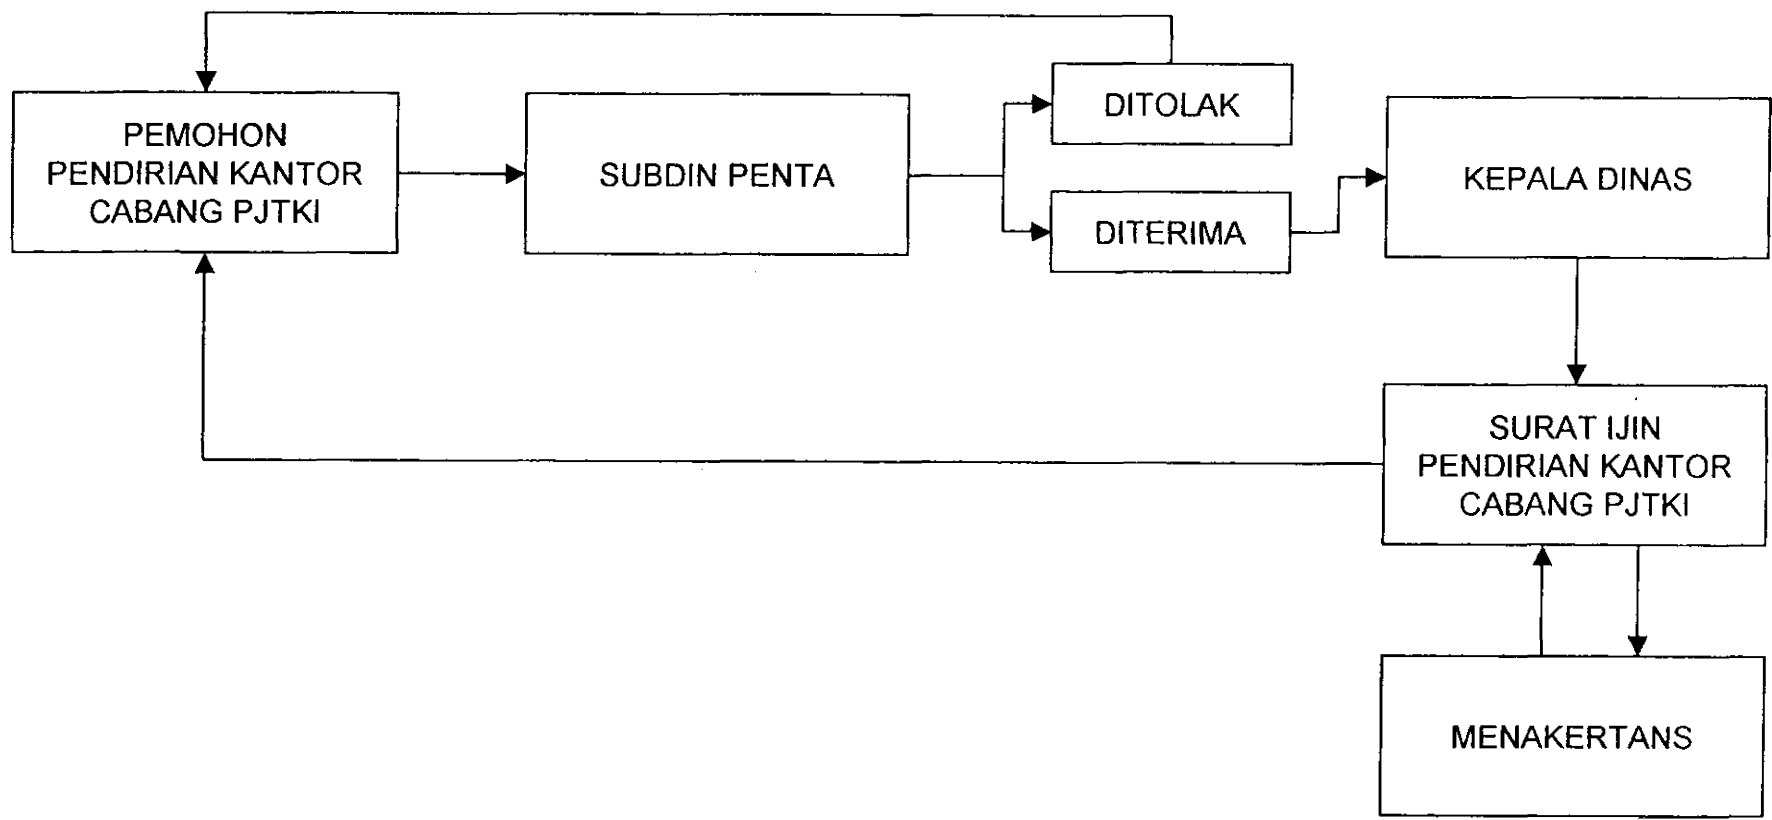 PEMOHON
PENDIRIAN KANTOR
CABANG PJTKI
SUBDIN PENTA
DITOLAK
DITERIMA
KEPALA DINAS
SURAT IJIN
PENDIRIAN KANTOR
CABANG PJTKI
MENAKERTANS